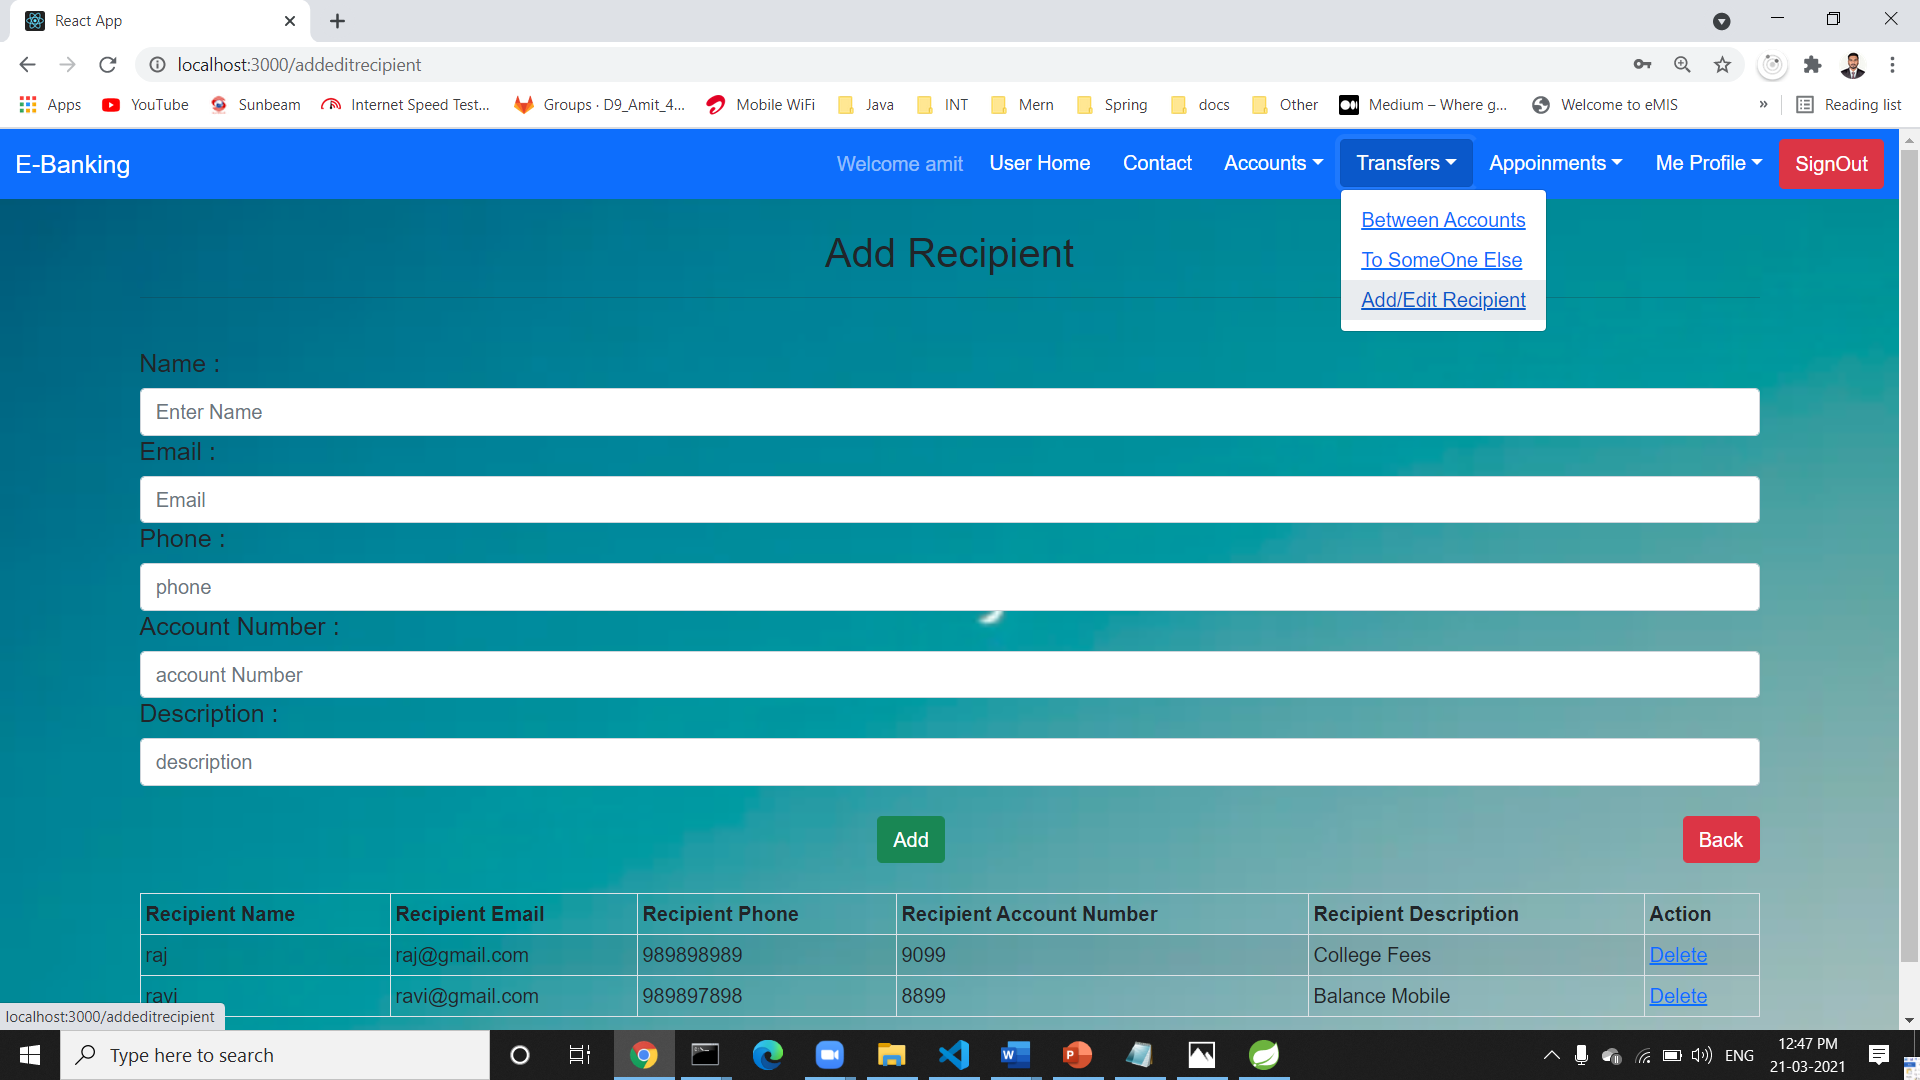 React App
localhost:3000/addeditrecipient
Apps YouTube Sunbeam Internet Speed Test... Groups · D9_Amit_4... Mobile WiFi Java INT Mern Spring docs Other Medium – Where g... Welcome to eMIS » Reading list
E-Banking Welcome amit User Home Contact Accounts Transfers Appoinments Me Profile SignOut
Between Accounts
To SomeOne Else
Add/Edit Recipient
Add Recipient
Name :
Enter Name
Email :
Email
Phone :
phone
Account Number :
account Number
Description :
description
Add Back
Recipient Name Recipient Email Recipient Phone Recipient Account Number Recipient Description Action
raj raj@gmail.com 989898989 9099 College Fees Delete
ravi ravi@gmail.com 989897898 8899 Balance Mobile Delete
localhost:3000/addeditrecipient
Type here to search
ENG
12:47 PM
21-03-2021